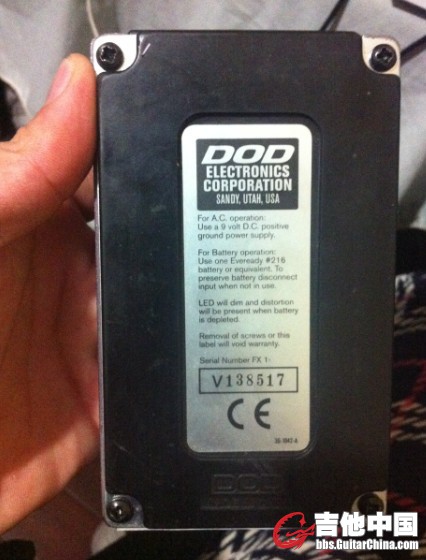 DOD
ELECTRONICS
CORPORATION
SANDY, UTAH, USA
For A.C. operation:
Use a 9 volt D.C. positive
ground power supply.
For Battery operation:
Use one Eveready #216
battery or equivalent. To
preserve battery disconnect
input when not in use.
LED will dim and distortion
will be present when battery
is depleted.
Removal of screws or this
label will void warranty.
Serial Number FX 1:
V138517
CE
DOD
吉他中国
bbs.GuitarChina.com